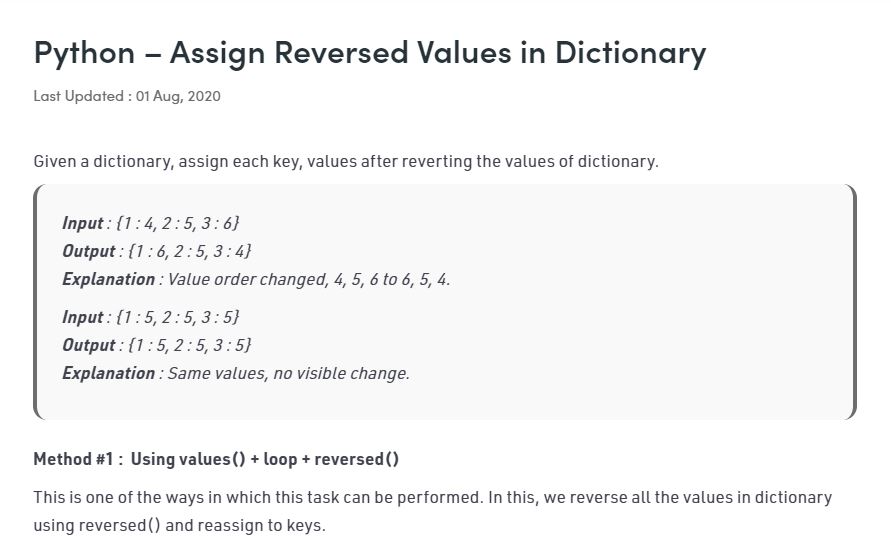 Python – Assign Reversed Values in Dictionary
Last Updated : 01 Aug, 2020
Given a dictionary, assign each key, values after reverting the values of dictionary.
Input : {1 : 4, 2 : 5, 3 : 6}
Output : {1 : 6, 2 : 5, 3 : 4}
Explanation : Value order changed, 4, 5, 6 to 6, 5, 4.
Input : {1 : 5, 2 : 5, 3 : 5}
Output : {1 : 5, 2 : 5, 3 : 5}
Explanation : Same values, no visible change.
Method #1 :  Using values() + loop + reversed()
This is one of the ways in which this task can be performed. In this, we reverse all the values in dictionary
using reversed() and reassign to keys.